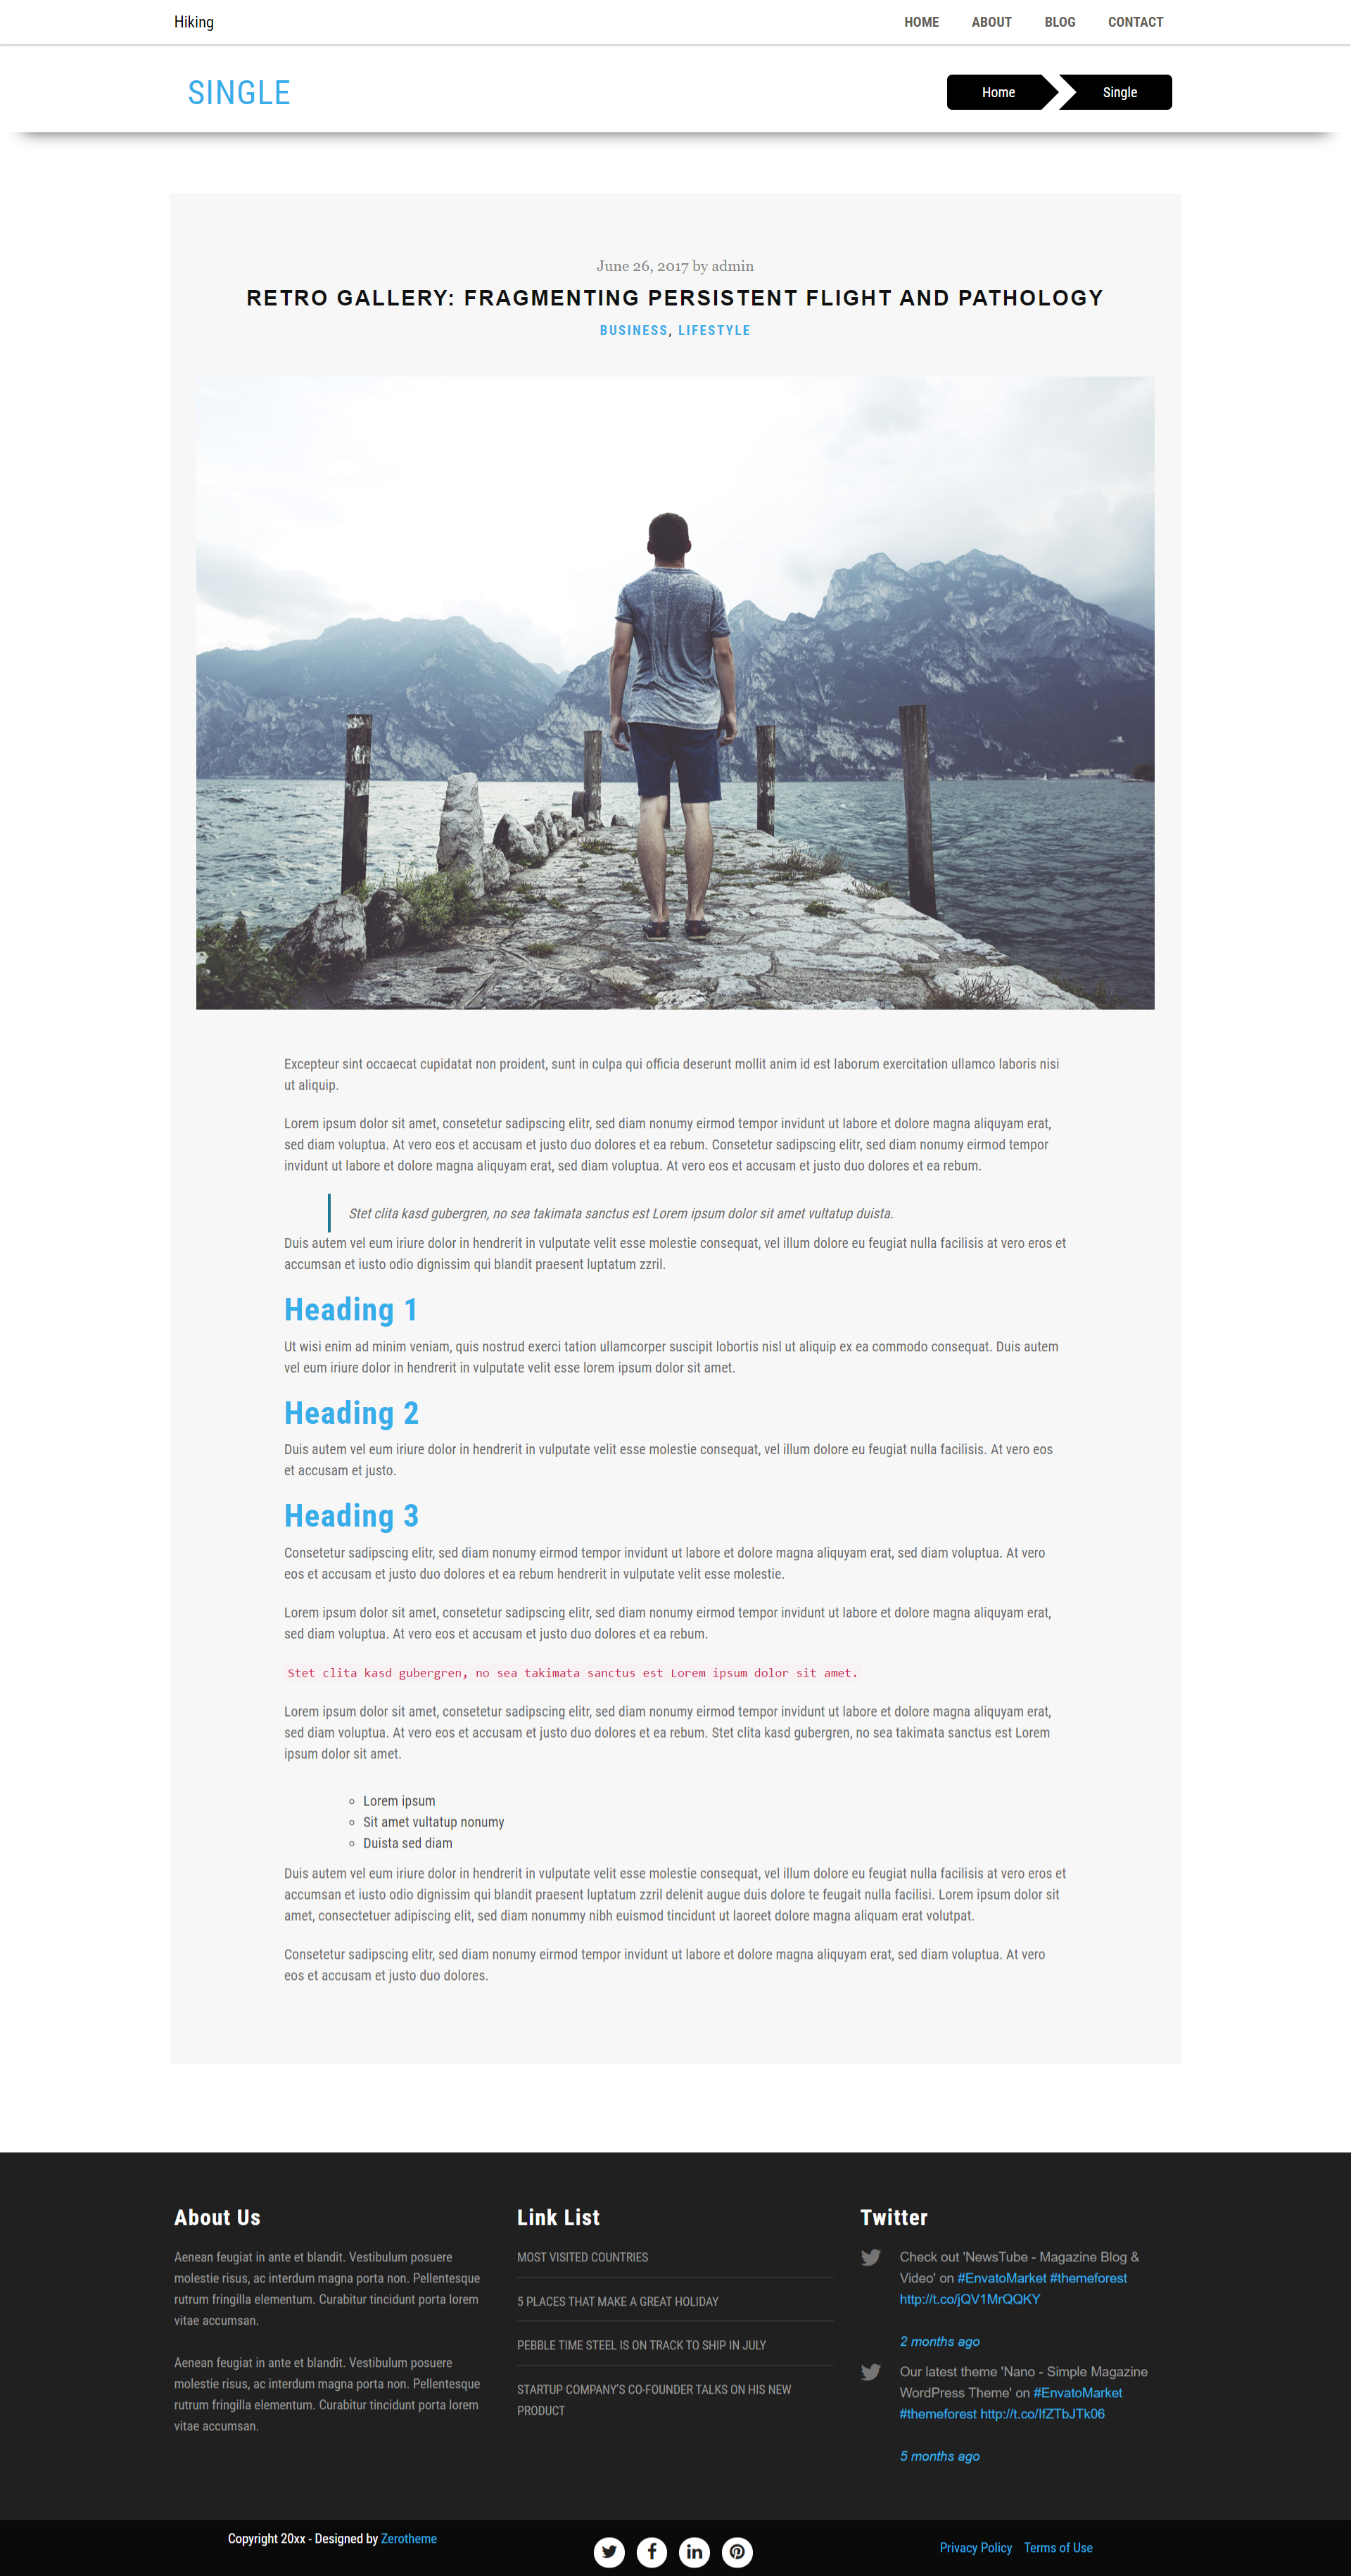 Hiking
HOME ABOUT BLOG CONTACT
SINGLE
Home Single
June 26, 2017 by admin
RETRO GALLERY: FRAGMENTING PERSISTENT FLIGHT AND PATHOLOGY
BUSINESS, LIFESTYLE
Excepteur sint occaecat cupidatat non proident, sunt in culpa qui officia deserunt mollit anim id est laborum exercitation ullamco laboris nisi
ut aliquip.
Lorem ipsum dolor sit amet, consetetur sadipscing elitr, sed diam nonumy eirmod tempor invidunt ut labore et dolore magna aliquyam erat,
sed diam voluptua. At vero eos et accusam et justo duo dolores et ea rebum. Consetetur sadipscing elitr, sed diam nonumy eirmod tempor
invidunt ut labore et dolore magna aliquyam erat, sed diam voluptua. At vero eos et accusam et justo duo dolores et ea rebum.
Stet clita kasd gubergren, no sea takimata sanctus est Lorem ipsum dolor sit amet vultatup duista.
Duis autem vel eum iriure dolor in hendrerit in vulputate velit esse molestie consequat, vel illum dolore eu feugiat nulla facilisis at vero eros et
accumsan et iusto odio dignissim qui blandit praesent luptatum zzril.
Heading 1
Ut wisi enim ad minim veniam, quis nostrud exerci tation ullamcorper suscipit lobortis nisl ut aliquip ex ea commodo consequat. Duis autem
vel eum iriure dolor in hendrerit in vulputate velit esse lorem ipsum dolor sit amet.
Heading 2
Duis autem vel eum iriure dolor in hendrerit in vulputate velit esse molestie consequat, vel illum dolore eu feugiat nulla facilisis. At vero eos
et accusam et justo.
Heading 3
Consetetur sadipscing elitr, sed diam nonumy eirmod tempor invidunt ut labore et dolore magna aliquyam erat, sed diam voluptua. At vero
eos et accusam et justo duo dolores et ea rebum hendrerit in vulputate velit esse molestie.
Lorem ipsum dolor sit amet, consetetur sadipscing elitr, sed diam nonumy eirmod tempor invidunt ut labore et dolore magna aliquyam erat,
sed diam voluptua. At vero eos et accusam et justo duo dolores et ea rebum.
Stet clita kasd gubergren, no sea takimata sanctus est Lorem ipsum dolor sit amet.
Lorem ipsum dolor sit amet, consetetur sadipscing elitr, sed diam nonumy eirmod tempor invidunt ut labore et dolore magna aliquyam erat,
sed diam voluptua. At vero eos et accusam et justo duo dolores et ea rebum. Stet clita kasd gubergren, no sea takimata sanctus est Lorem
ipsum dolor sit amet.
Lorem ipsum
Sit amet vultatup nonumy
Duista sed diam
Duis autem vel eum iriure dolor in hendrerit in vulputate velit esse molestie consequat, vel illum dolore eu feugiat nulla facilisis at vero eros et
accumsan et iusto odio dignissim qui blandit praesent luptatum zzril delenit augue duis dolore te feugait nulla facilisi. Lorem ipsum dolor sit
amet, consectetuer adipiscing elit, sed diam nonummy nibh euismod tincidunt ut laoreet dolore magna aliquam erat volutpat.
Consetetur sadipscing elitr, sed diam nonumy eirmod tempor invidunt ut labore et dolore magna aliquyam erat, sed diam voluptua. At vero
eos et accusam et justo duo dolores.
About Us
Aenean feugiat in ante et blandit. Vestibulum posuere
molestie risus, ac interdum magna porta non. Pellentesque
rutrum fringilla elementum. Curabitur tincidunt porta lorem
vitae accumsan.
Aenean feugiat in ante et blandit. Vestibulum posuere
molestie risus, ac interdum magna porta non. Pellentesque
rutrum fringilla elementum. Curabitur tincidunt porta lorem
vitae accumsan.
Link List
MOST VISITED COUNTRIES
5 PLACES THAT MAKE A GREAT HOLIDAY
PEBBLE TIME STEEL IS ON TRACK TO SHIP IN JULY
STARTUP COMPANY'S CO-FOUNDER TALKS ON HIS NEW
PRODUCT
Twitter
Check out 'NewsTube - Magazine Blog &
Video' on #EnvatoMarket #themeforest
http://t.co/jQV1MrQQKY
2 months ago
Our latest theme 'Nano - Simple Magazine
WordPress Theme' on #EnvatoMarket
#themeforest http://t.co/IfZTbJTk06
5 months ago
Copyright 20xx - Designed by Zerotheme
Privacy Policy Terms of Use